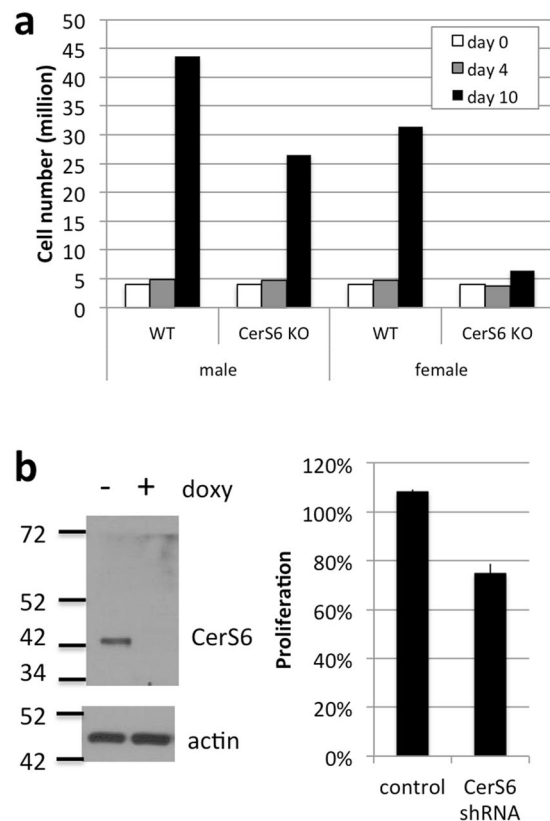 a
Cell number (million)
50
45
40
35
30
25
20
15
10
5
0
day 0
day 4
day 10
WT
CerS6 KO
WT
CerS6 KO
male
female
b
- + doxy
72
52
42
34
CerS6
52
42
actin
Proliferation
120%
100%
80%
60%
40%
20%
0%
control
CerS6
shRNA